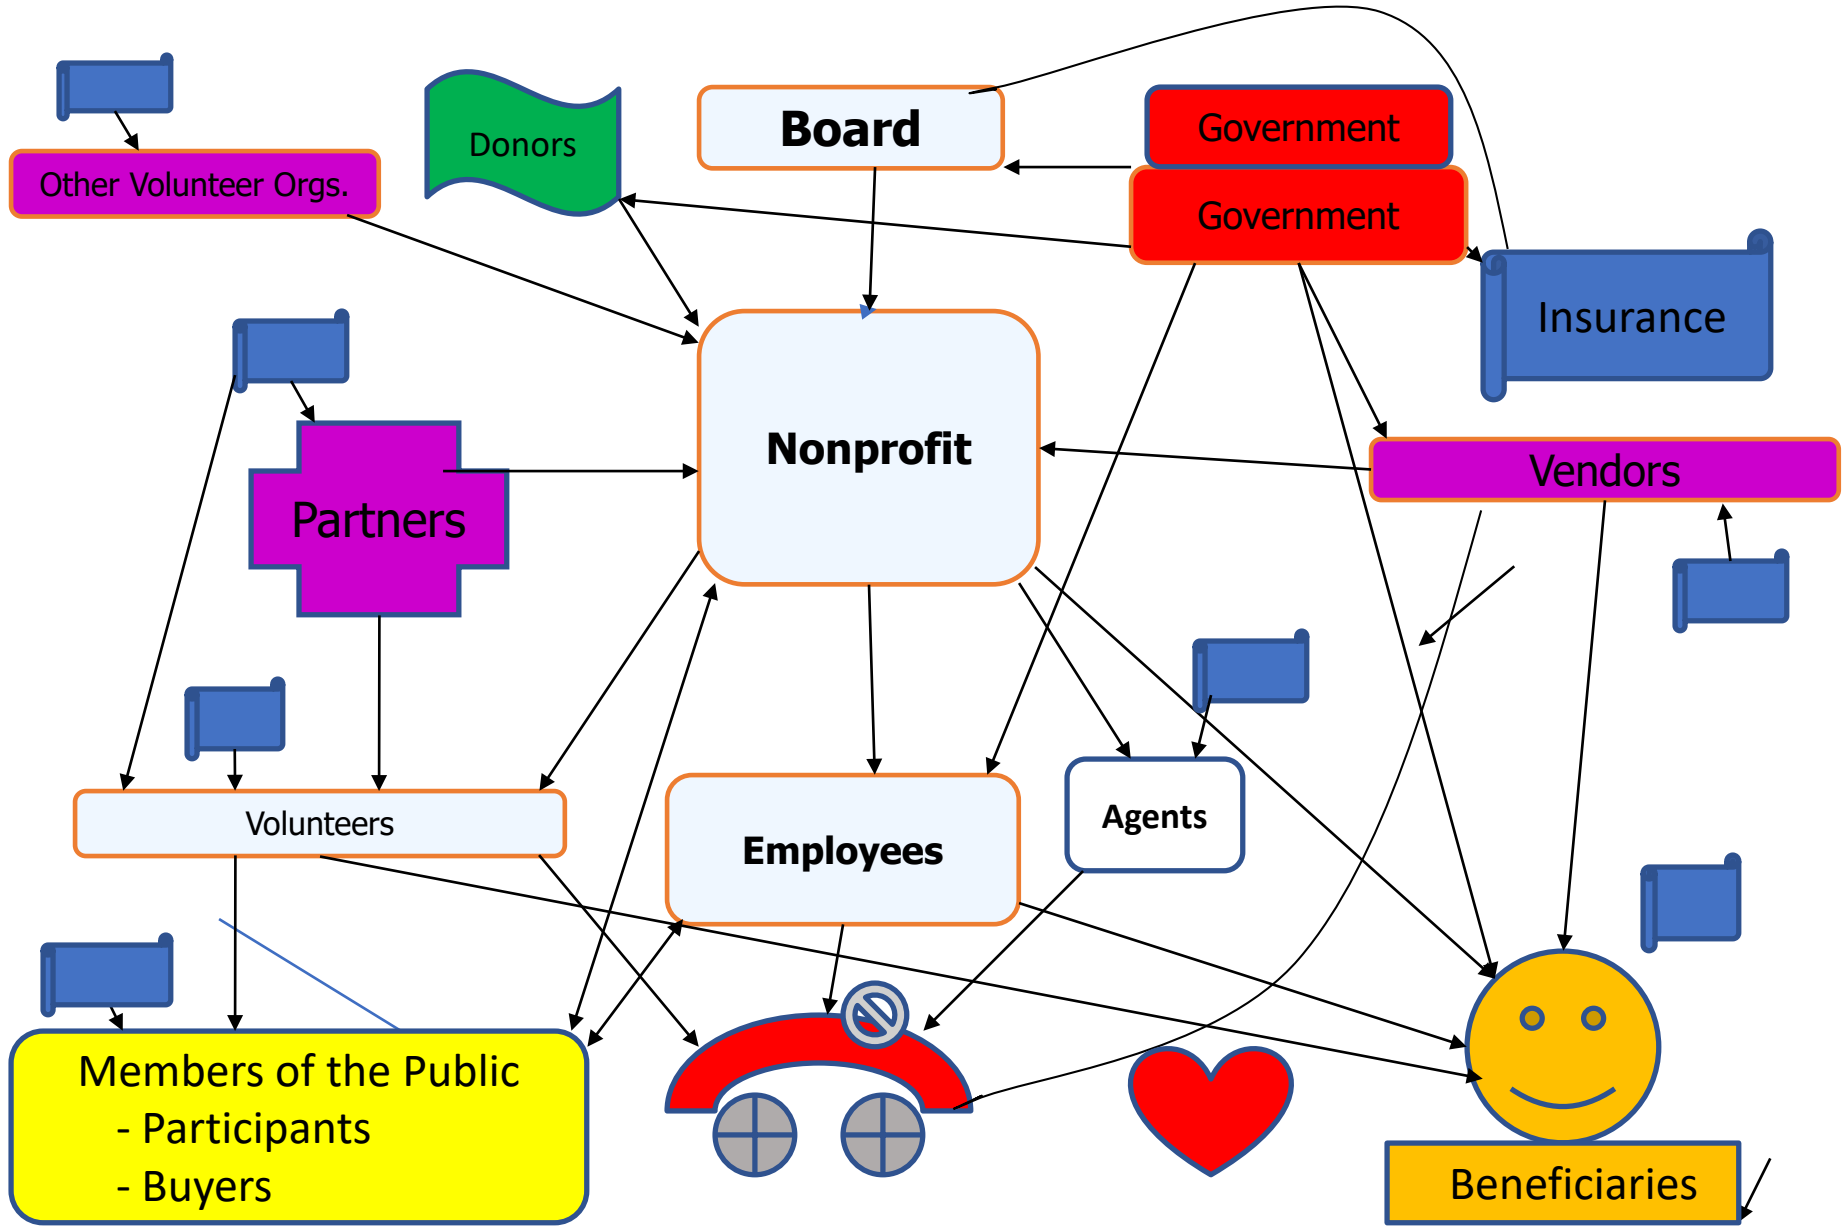 Board
Government
Donors
Other Volunteer Orgs.
Government
Insurance
Nonprofit
Vendors
Partners
Agents
Volunteers
Employees
Members of the Public
- Participants
- Buyers
Beneficiaries